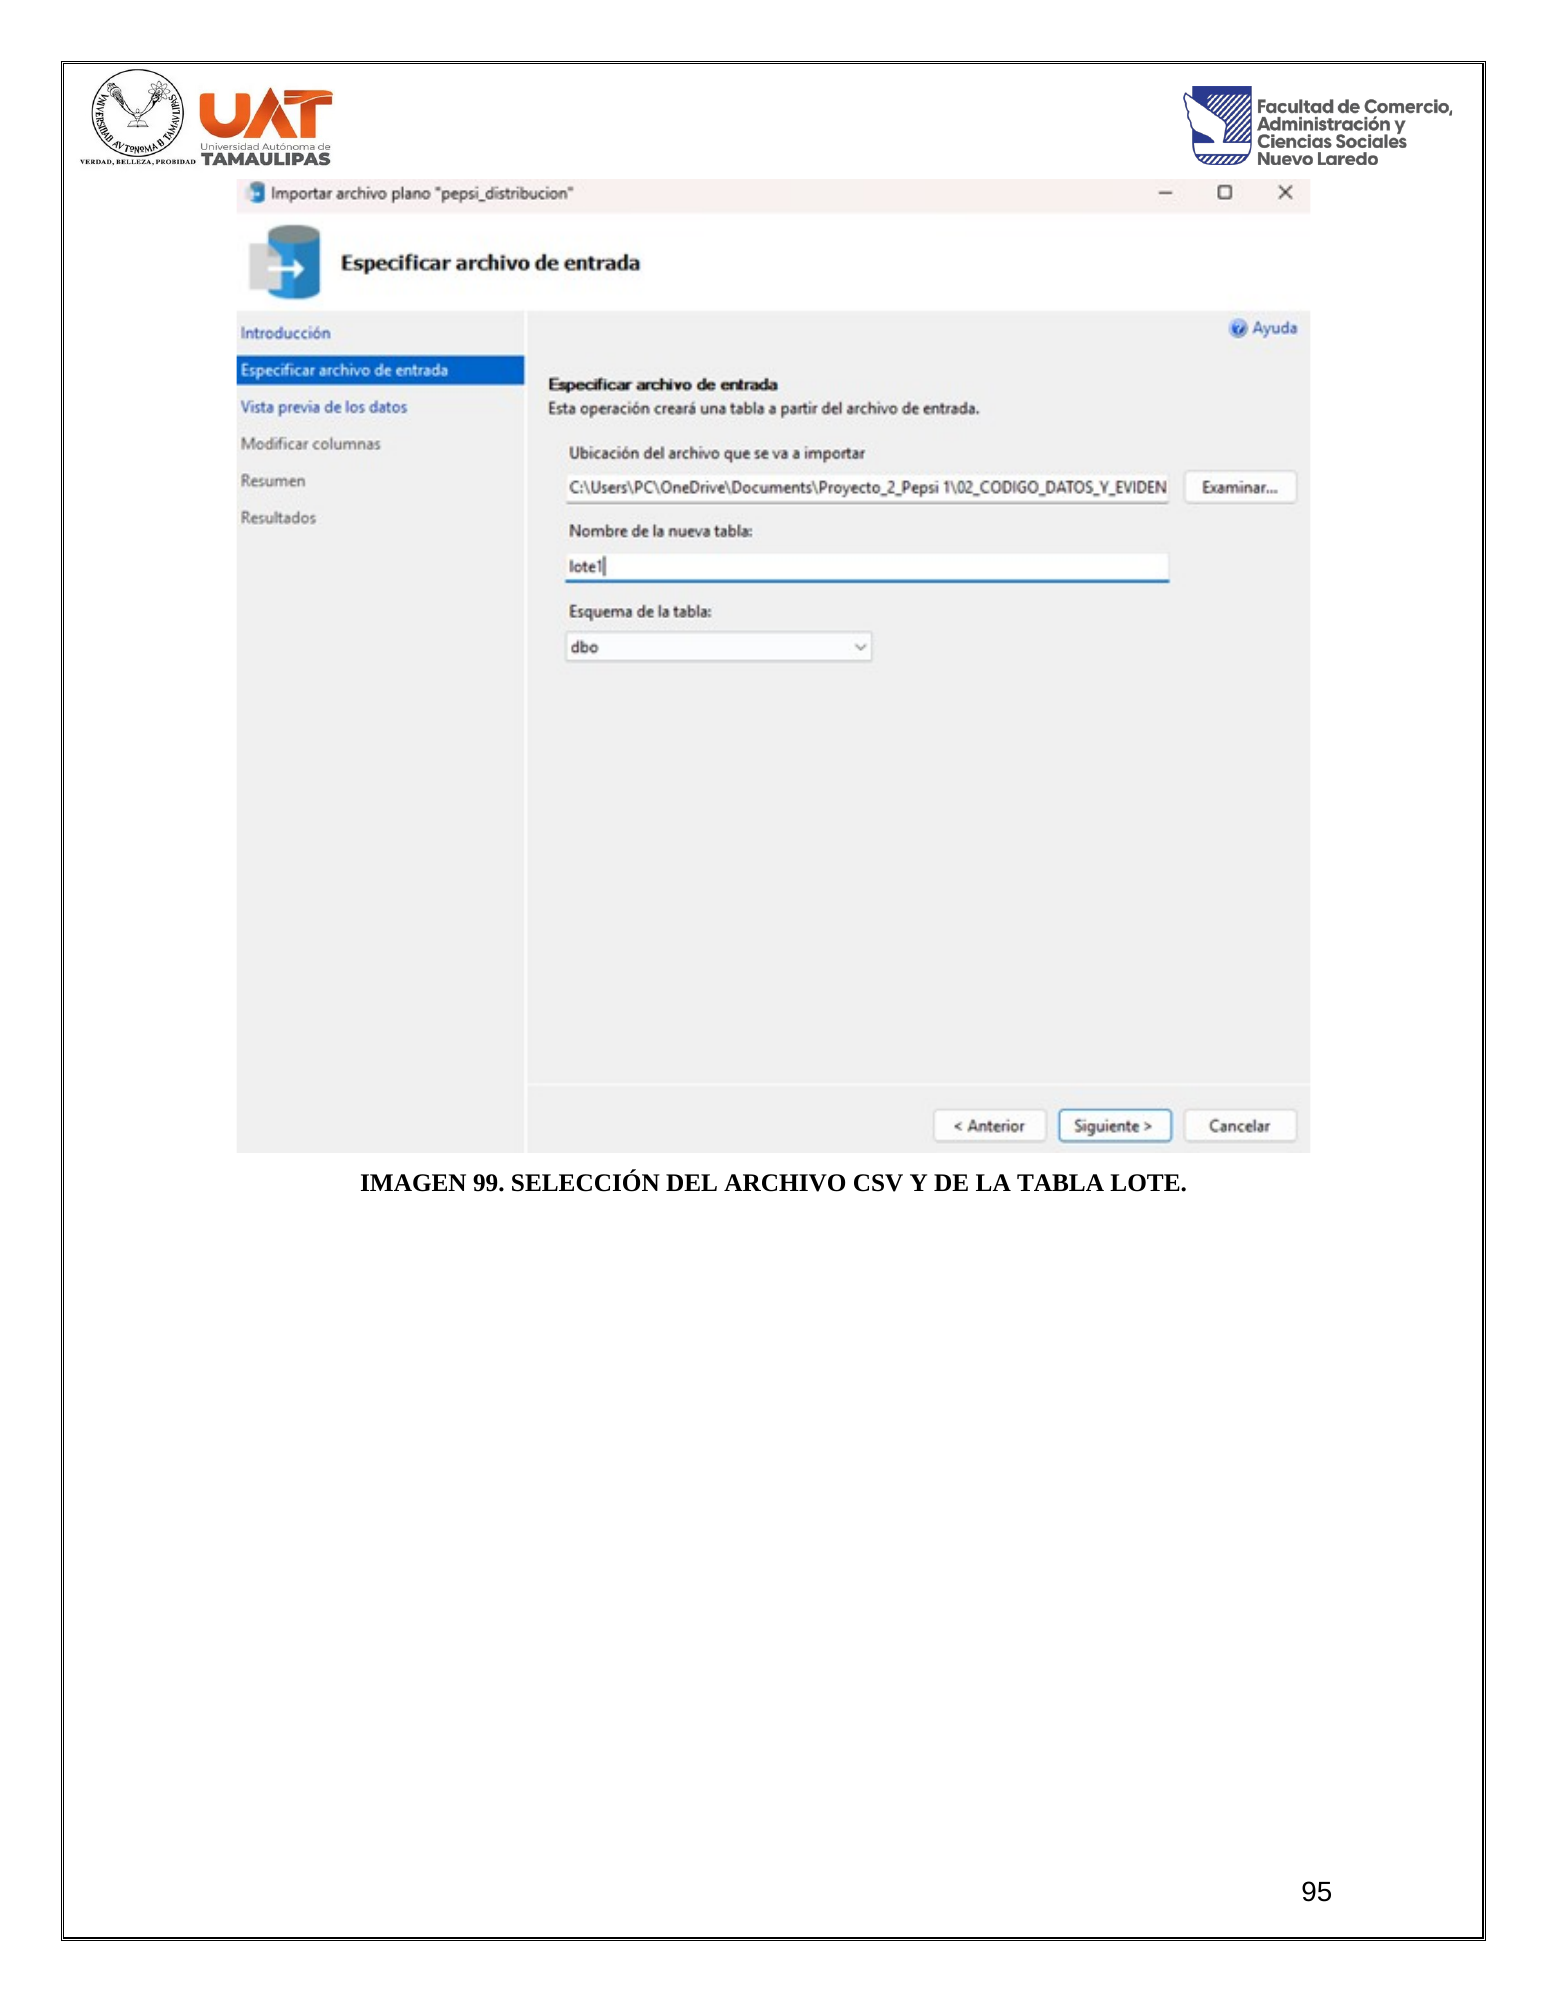 UNIVERSIDAD AVTONOMA D TAMAVLIPAS
VERDAD, BELLEZA, PROBIDAD
UAT
Universidad Autónoma de
TAMAULIPAS
Facultad de Comercio,
Administración y
Ciencias Sociales
Nuevo Laredo
Importar archivo plano "pepsi_distribucion"
Especificar archivo de entrada
Introducción
Especificar archivo de entrada
Vista previa de los datos
Modificar columnas
Resumen
Resultados
Ayuda
Especificar archivo de entrada
Esta operación creará una tabla a partir del archivo de entrada.
Ubicación del archivo que se va a importar
C:\Users\PC\OneDrive\Documents\Proyecto_2_Pepsi 1\02_CODIGO_DATOS_Y_EVIDEN
Examinar...
Nombre de la nueva tabla:
lote1
Esquema de la tabla:
dbo
< Anterior
Siguiente >
Cancelar
IMAGEN 99. SELECCIÓN DEL ARCHIVO CSV Y DE LA TABLA LOTE.
95